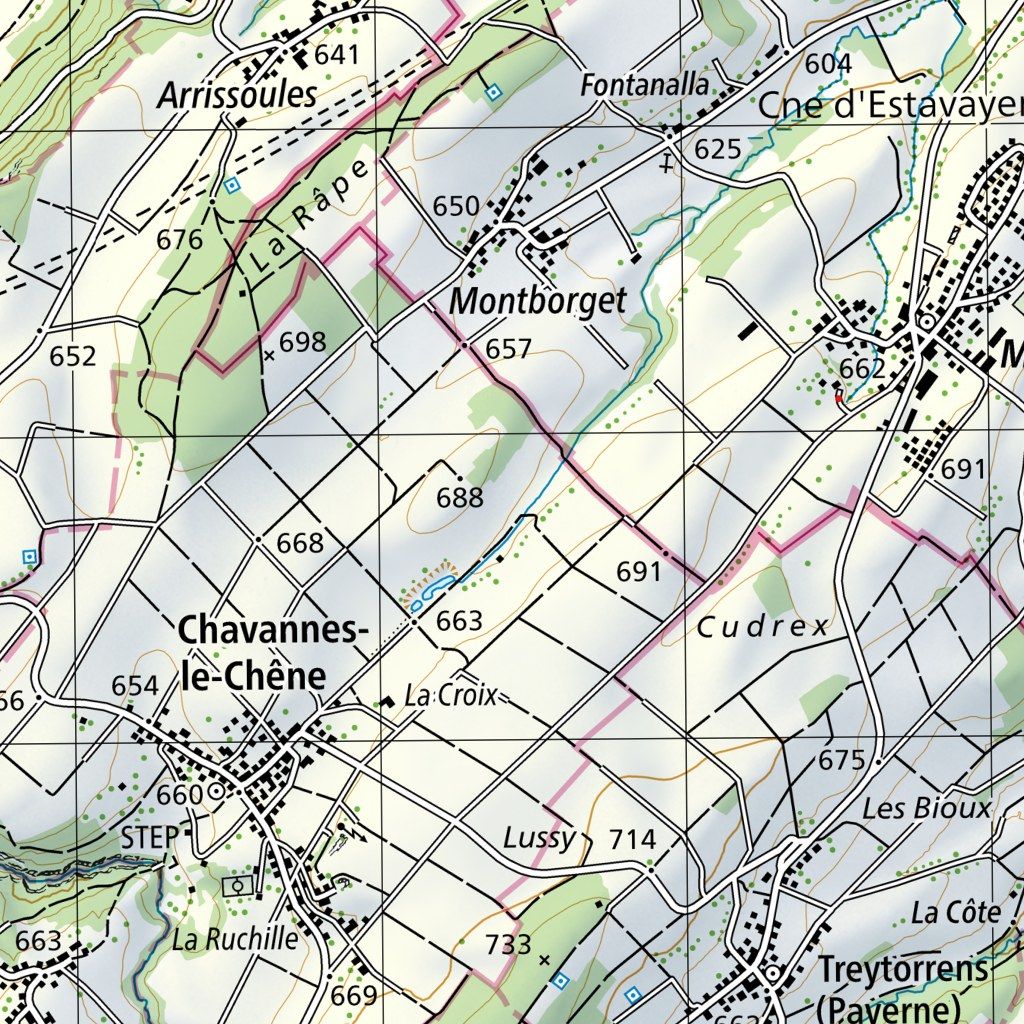 641
Arrissoules
Fontanalla
604
Cne d'Estavayer
625
La Râpe
650
676
Montborget
652
698
657
662
M
688
691
668
691
663
Chavannes-
le-Chêne
Cudrex
654
La Croix
56
660
675
STEP
Les Bioux
Lussy
714
La Ruchille
663
733
La Côte
669
Treytorrens
(Payerne)